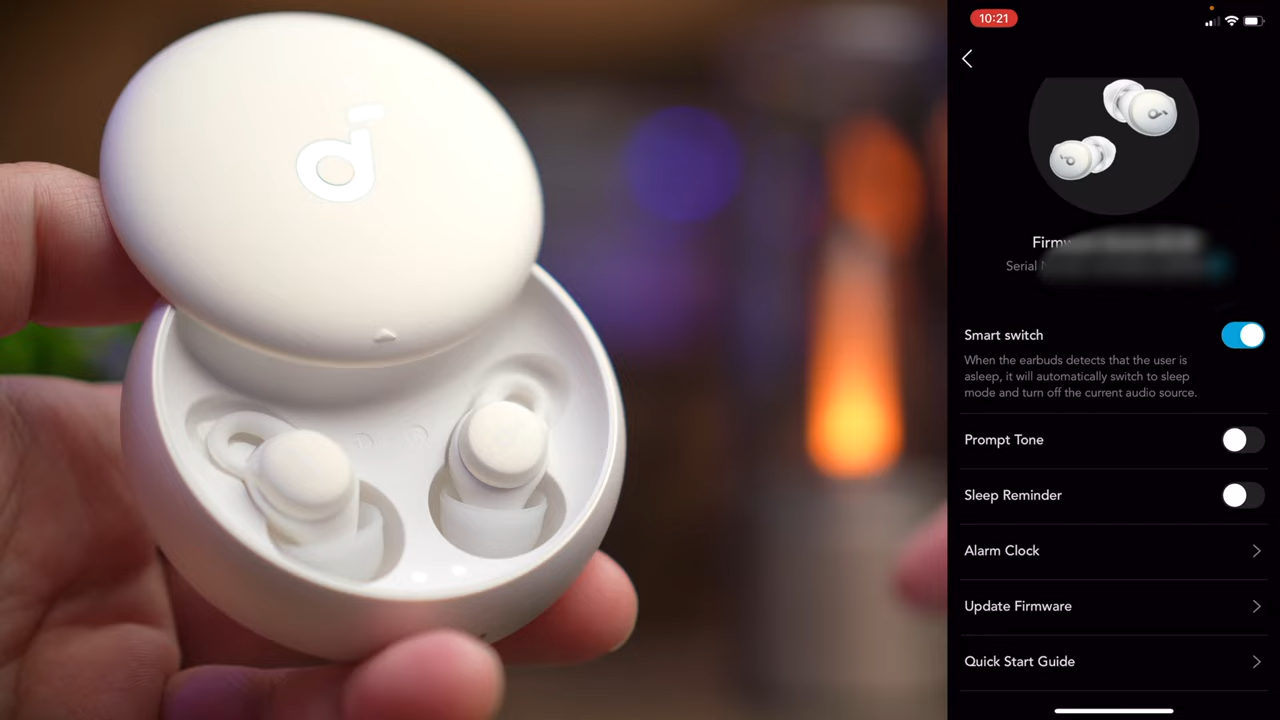 10:21
Serial
Smart switch
When the earbuds detects that the user is
asleep, it will automatically switch to sleep
mode and turn off the current audio source.
Prompt Tone
Sleep Reminder
Alarm Clock
Update Firmware
Quick Start Guide